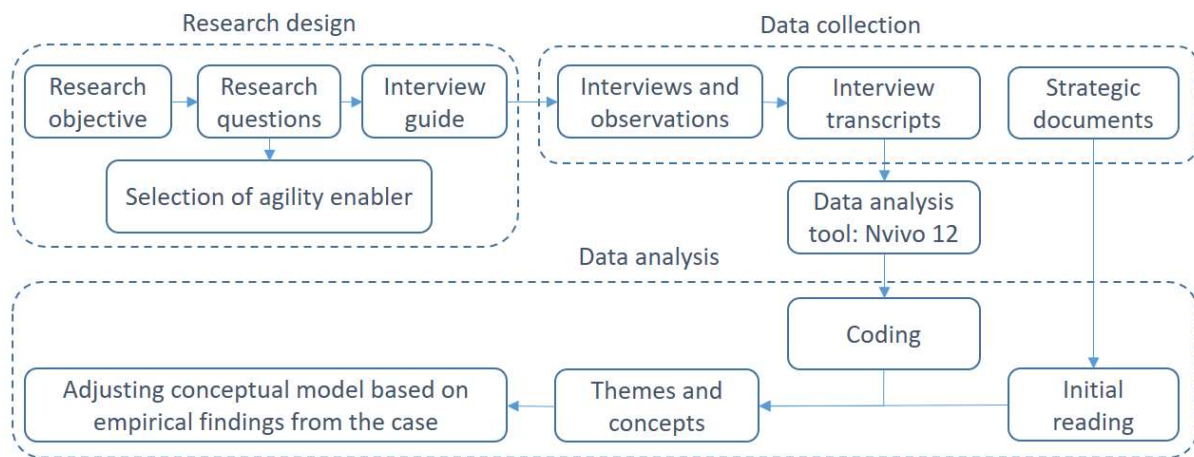 Research design
Data collection
Research
objective
Research
questions
Interview
guide
Interviews and
observations
Interview
transcripts
Strategic
documents
Selection of agility enabler
Data analysis
tool: Nvivo 12
Data analysis
Coding
Adjusting conceptual model based on
empirical findings from the case
Themes and
concepts
Initial
reading